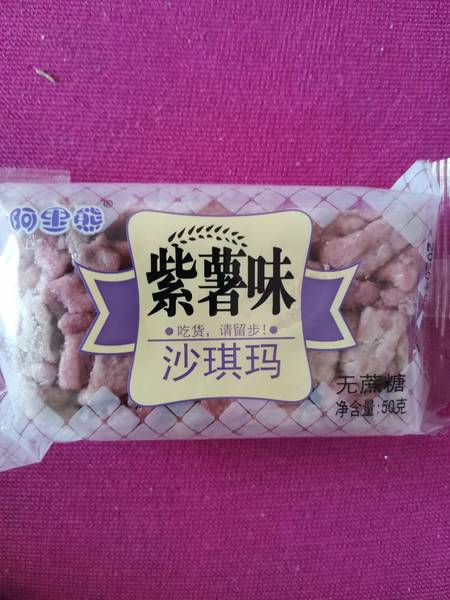 阿里熊®
紫薯味
•吃货，请留步！•
沙琪玛
无蔗糖
净含量:50克